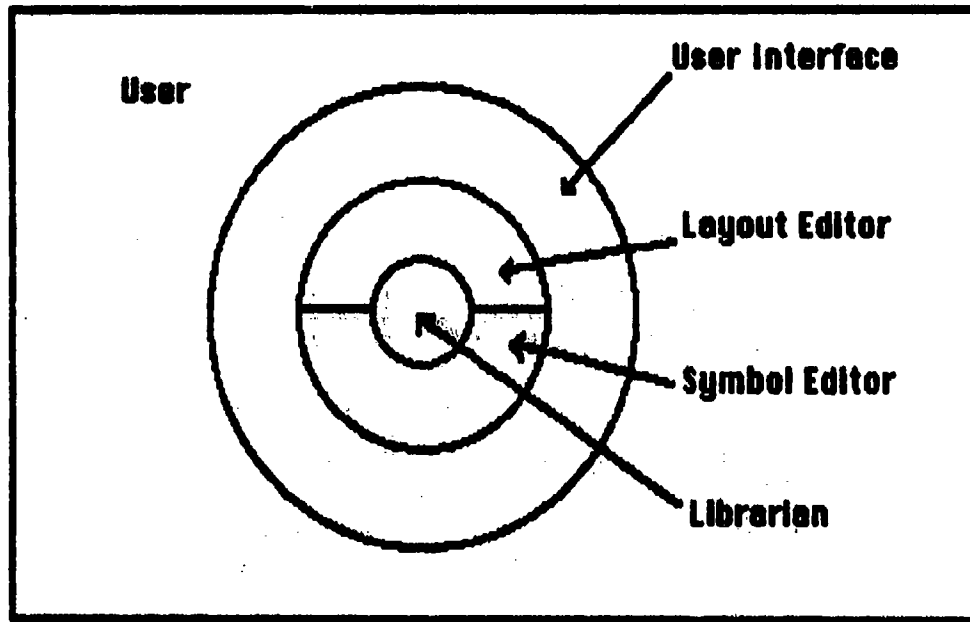 User Interface
User
Layout Editor
Symbol Editor
Librarian